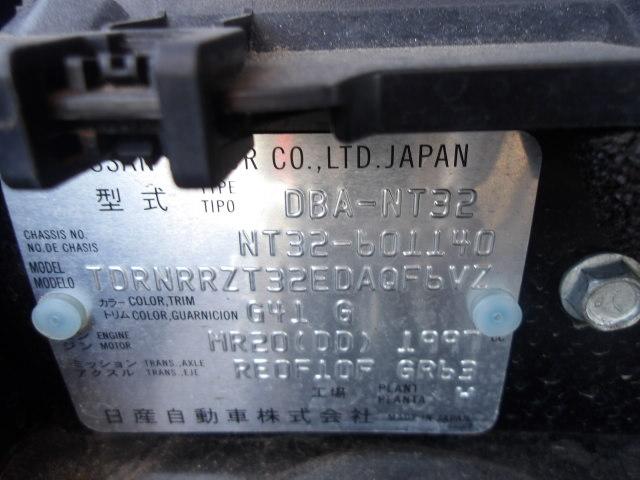 SSAN OR CO.,LTD.JAPAN
型式 TYPE TIPO DBA-NT32
CHASSIS NO. NO.DE CHASIS NT32-601140
MODEL MODELO TDRNRRZT32EDAQF6VZ
カラー トリム COLOR,TRIM COLOR,GUARNICION G41 G
ENGINE MOTOR HR20(DD) 1997 CC
ミッション アクスル TRANS.,AXLE TRANS.,EJE RE0F10F GR63
工場 PLANT PLANTA
日産自動車株式会社 MADE IN JAPAN